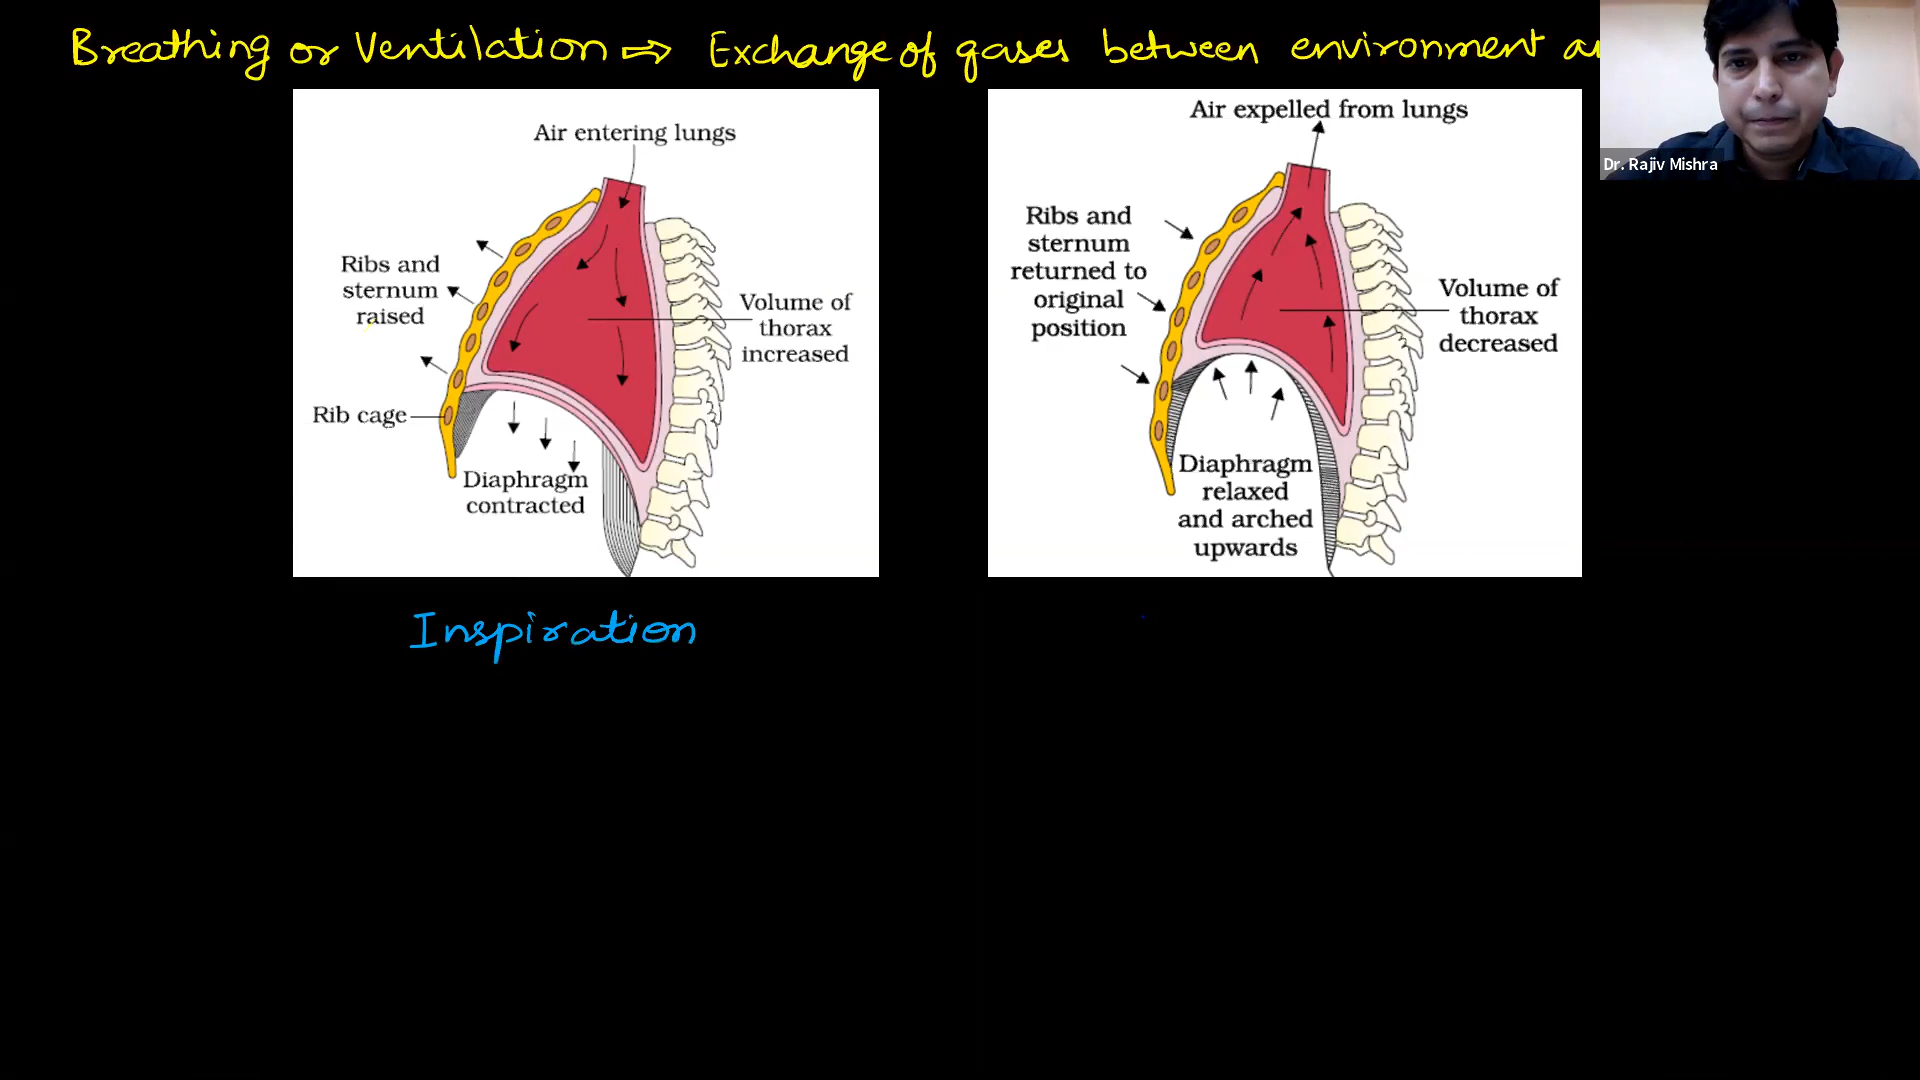 Breathing or Ventilation ⇒ Exchange of gases between environment
Dr. Rajiv Mishra
Air entering lungs
Ribs and
sternum
raised
Volume of
thorax
increased
Rib cage
Diaphragm
contracted
Air expelled from lungs
Ribs and
sternum
returned to
original
position
Volume of
thorax
decreased
Diaphragm
relaxed
and arched
upwards
Inspiration